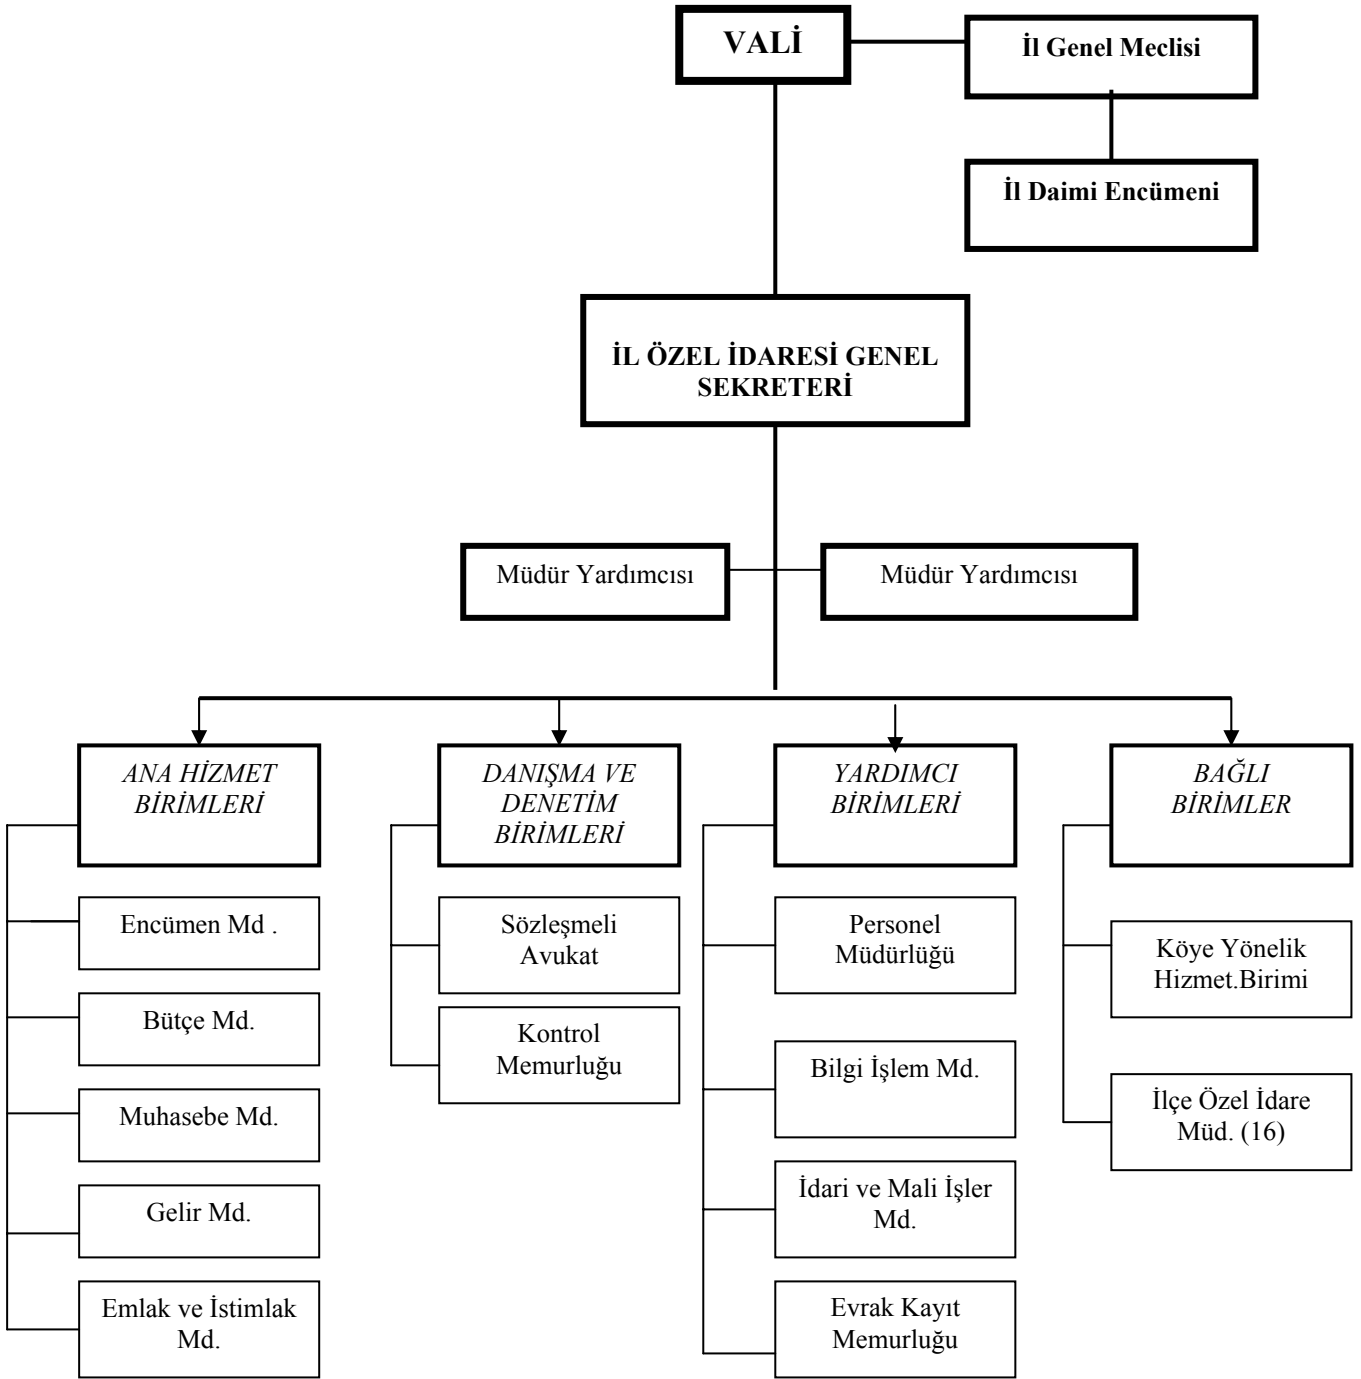 VALİ
İl Genel Meclisi
İl Daimi Encümeni
İL ÖZEL İDARESİ GENEL
SEKRETERİ
Müdür Yardımcısı
Müdür Yardımcısı
ANA HİZMET
BİRİMLERİ
Encümen Md .
Bütçe Md.
Muhasebe Md.
Gelir Md.
Emlak ve İstimlak
Md.
DANIŞMA VE
DENETİM
BİRİMLERİ
Sözleşmeli
Avukat
Kontrol
Memurluğu
YARDIMCI
BİRİMLERİ
Personel
Müdürlüğü
Bilgi İşlem Md.
İdari ve Mali İşler
Md.
Evrak Kayıt
Memurluğu
BAĞLI
BİRİMLER
Köye Yönelik
Hizmet.Birimi
İlçe Özel İdare
Müd. (16)